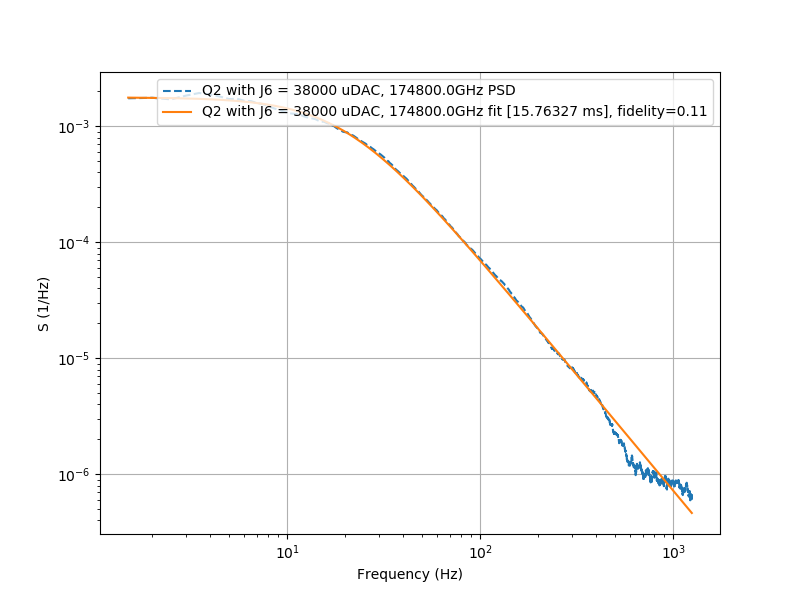 Q2 with J6 = 38000 uDAC, 174800.0GHz PSD
Q2 with J6 = 38000 uDAC, 174800.0GHz fit [15.76327 ms], fidelity=0.11
S (1/Hz)
10⁻³
10⁻⁴
10⁻⁵
10⁻⁶
10¹ 10² 10³
Frequency (Hz)